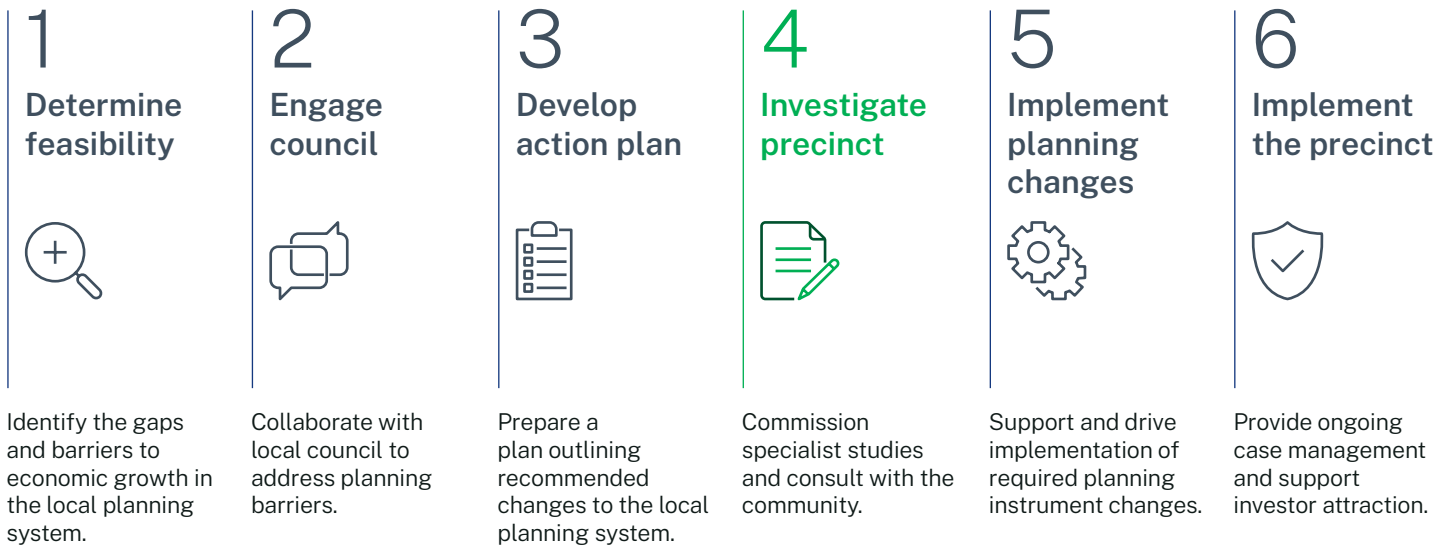 1
Determine
feasibility
Identify the gaps
and barriers to
economic growth in
the local planning
system.
2
Engage
council
Collaborate with
local council to
address planning
barriers.
3
Develop
action plan
Prepare a
plan outlining
recommended
changes to the local
planning system.
4
Investigate
precinct
Commission
specialist studies
and consult with the
community.
5
Implement
planning
changes
Support and drive
implementation of
required planning
instrument changes.
6
Implement
the precinct
Provide ongoing
case management
and support
investor attraction.